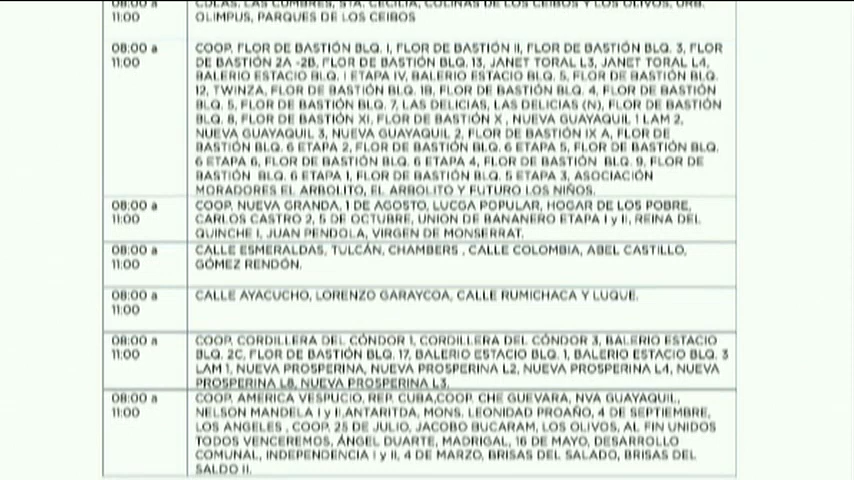 08:00 a
11:00
COLAS, LAS CUMBRES, STA. CECILIA, COLINAS DE LOS CEIBOS Y LOS OLIVOS, URB.
OLIMPUS, PARQUES DE LOS CEIBOS
08:00 a
11:00
COOP. FLOR DE BASTIÓN BLQ. I, FLOR DE BASTIÓN II, FLOR DE BASTIÓN BLQ. 3, FLOR
DE BASTIÓN 2A -2B, FLOR DE BASTIÓN BLQ. 13, JANET TORAL L3, JANET TORAL L4,
BALERIO ESTACIO BLQ. I ETAPA IV, BALERIO ESTACIO BLQ. 5, FLOR DE BASTIÓN BLQ.
12, TWINZA, FLOR DE BASTIÓN BLQ. 1B, FLOR DE BASTIÓN BLQ. 4, FLOR DE BASTIÓN
BLQ. 5, FLOR DE BASTIÓN BLQ. 7, LAS DELICIAS, LAS DELICIAS (N), FLOR DE BASTIÓN
BLQ. 8, FLOR DE BASTIÓN XI, FLOR DE BASTIÓN X , NUEVA GUAYAQUIL 1 LAM 2,
NUEVA GUAYAQUIL 3, NUEVA GUAYAQUIL 2, FLOR DE BASTIÓN IX A, FLOR DE
BASTIÓN BLQ. 6 ETAPA 2, FLOR DE BASTIÓN BLQ. 6 ETAPA 5, FLOR DE BASTIÓN BLQ.
6 ETAPA 6, FLOR DE BASTIÓN BLQ. 6 ETAPA 4, FLOR DE BASTIÓN BLQ. 9, FLOR DE
BASTIÓN BLQ. 6 ETAPA 1, FLOR DE BASTIÓN BLQ. 5 ETAPA 3, ASOCIACIÓN
MORADORES EL ARBOLITO, EL ARBOLITO Y FUTURO LOS NIÑOS.
08:00 a
11:00
COOP. NUEVA GRANDA, 1 DE AGOSTO, LUCGA POPULAR, HOGAR DE LOS POBRE,
CARLOS CASTRO 2, 5 DE OCTUBRE, UNION DE BANANERO ETAPA I y II, REINA DEL
QUINCHE I, JUAN PENDOLA, VIRGEN DE MONSERRAT.
08:00 a
11:00
CALLE ESMERALDAS, TULCÁN, CHAMBERS , CALLE COLOMBIA, ABEL CASTILLO,
GÓMEZ RENDÓN.
08:00 a
11:00
CALLE AYACUCHO, LORENZO GARAYCOA, CALLE RUMICHACA Y LUQUE.
08:00 a
11:00
COOP. CORDILLERA DEL CÓNDOR I, CORDILLERA DEL CÓNDOR 3, BALERIO ESTACIO
BLQ. 2C, FLOR DE BASTIÓN BLQ. 17, BALERIO ESTACIO BLQ. 1, BALERIO ESTACIO BLQ. 3
LAM 1, NUEVA PROSPERINA, NUEVA PROSPERINA L2, NUEVA PROSPERINA L4, NUEVA
PROSPERINA L8, NUEVA PROSPERINA L3.
08:00 a
11:00
COOP. AMERICA VESPUCIO, REP. CUBA,COOP. CHE GUEVARA, NVA GUAYAQUIL,
NELSON MANDELA I y II,ANTARITDA, MONS. LEONIDAD PROAÑO, 4 DE SEPTIEMBRE,
LOS ANGELES , COOP. 25 DE JULIO, JACOBO BUCARAM, LOS OLIVOS, AL FIN UNIDOS
TODOS VENCEREMOS, ÁNGEL DUARTE, MADRIGAL, 16 DE MAYO, DESARROLLO
COMUNAL, INDEPENDENCIA I y II, 4 DE MARZO, BRISAS DEL SALADO, BRISAS DEL
SALDO II.